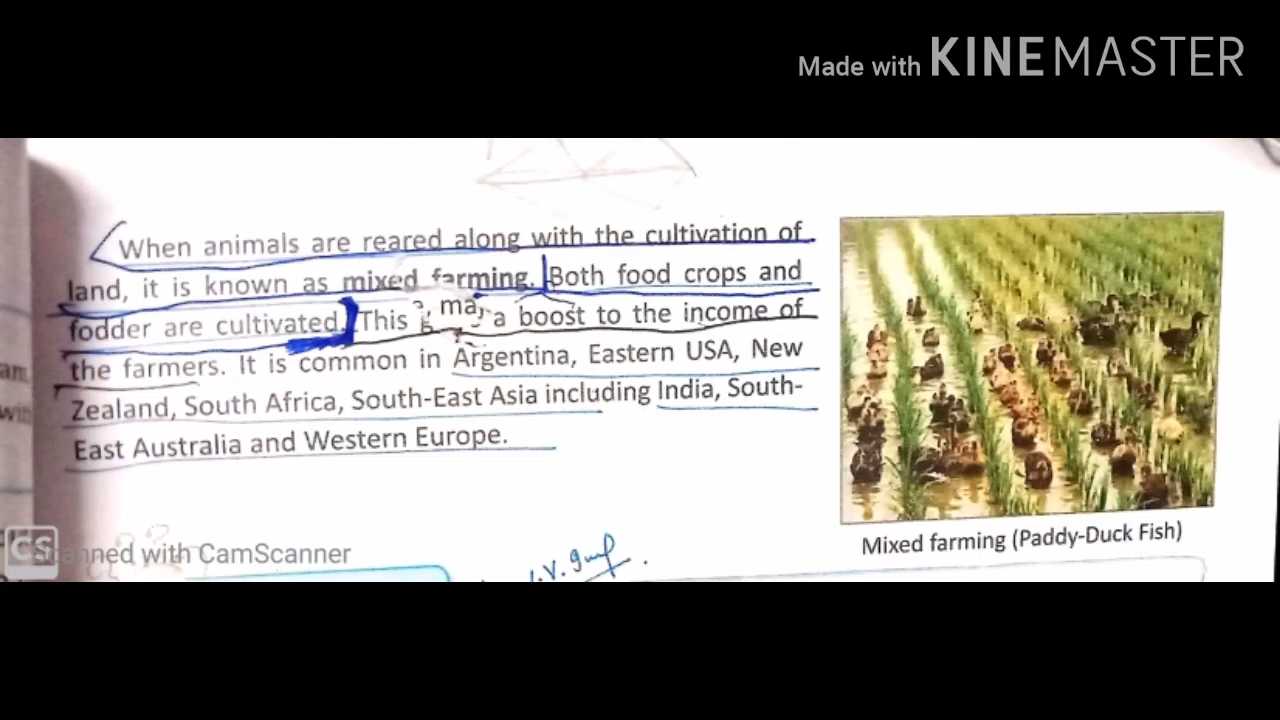 Made with KINEMASTER
When animals are reared along with the cultivation of
land, it is known as mixed farming. Both food crops and
fodder are cultivated. This a boost to the income of
the farmers. It is common in Argentina, Eastern USA, New
Zealand, South Africa, South-East Asia including India, South-
East Australia and Western Europe.
Mixed farming (Paddy-Duck Fish)
CS Scanned with CamScanner